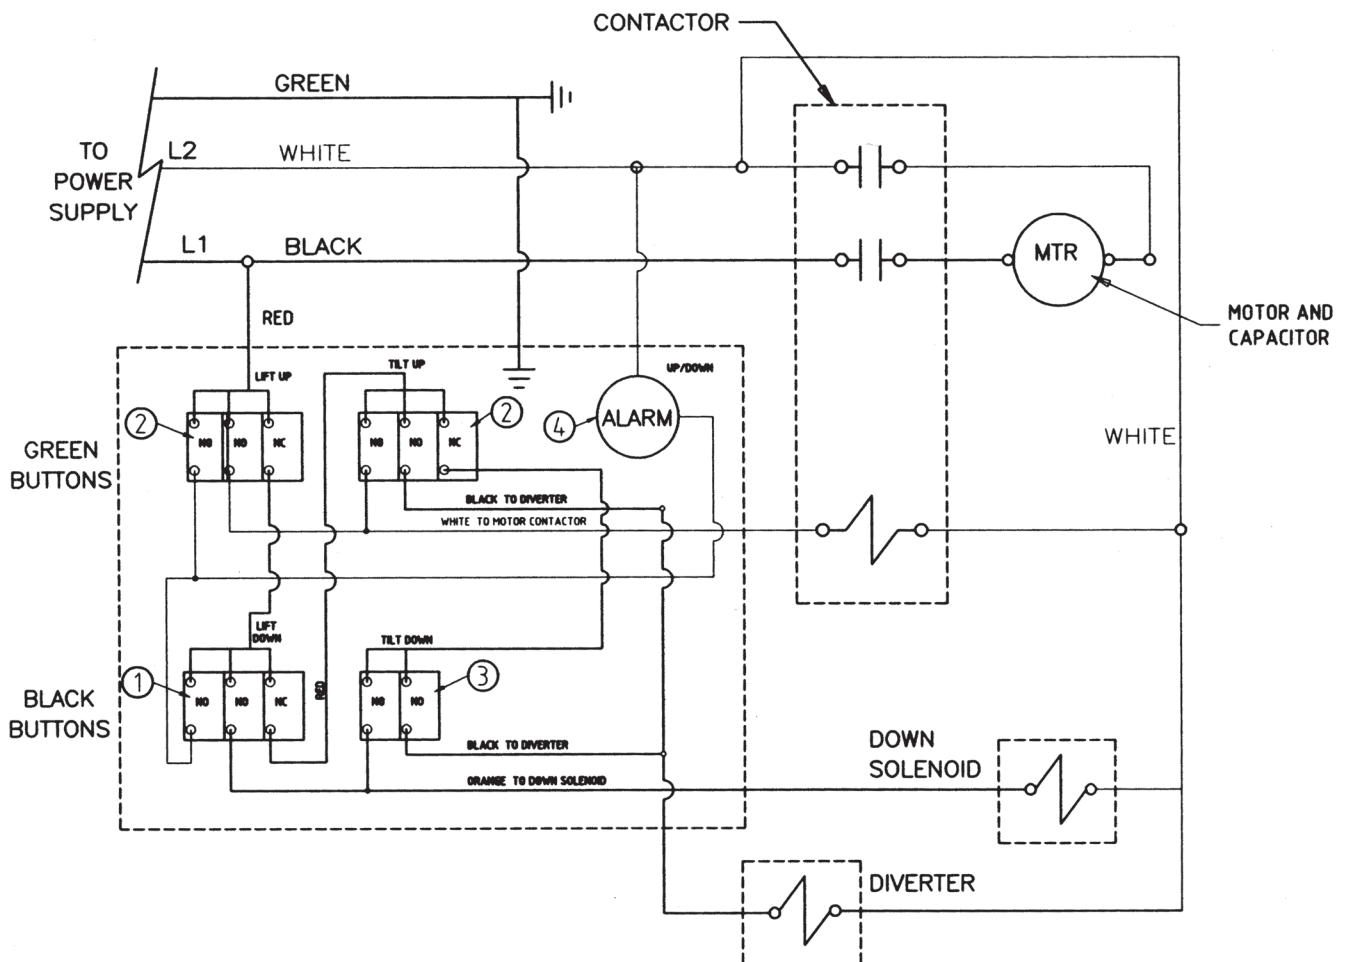 CONTACTOR
GREEN
TO
POWER
SUPPLY
L2
WHITE
L1
BLACK
MTR
MOTOR AND
CAPACITOR
RED
LIFT UP
TILT UP
UP/DOWN
2
NO
NO
NC
NO
NO
NC
2
4
ALARM
GREEN
BUTTONS
WHITE
BLACK TO DIVERTER
WHITE TO MOTOR CONTACTOR
LIFT
DOWN
TILT DOWN
1
NO
NO
NC
RED
NO
NO
3
BLACK
BUTTONS
BLACK TO DIVERTER
ORANGE TO DOWN SOLENOID
DOWN
SOLENOID
DIVERTER